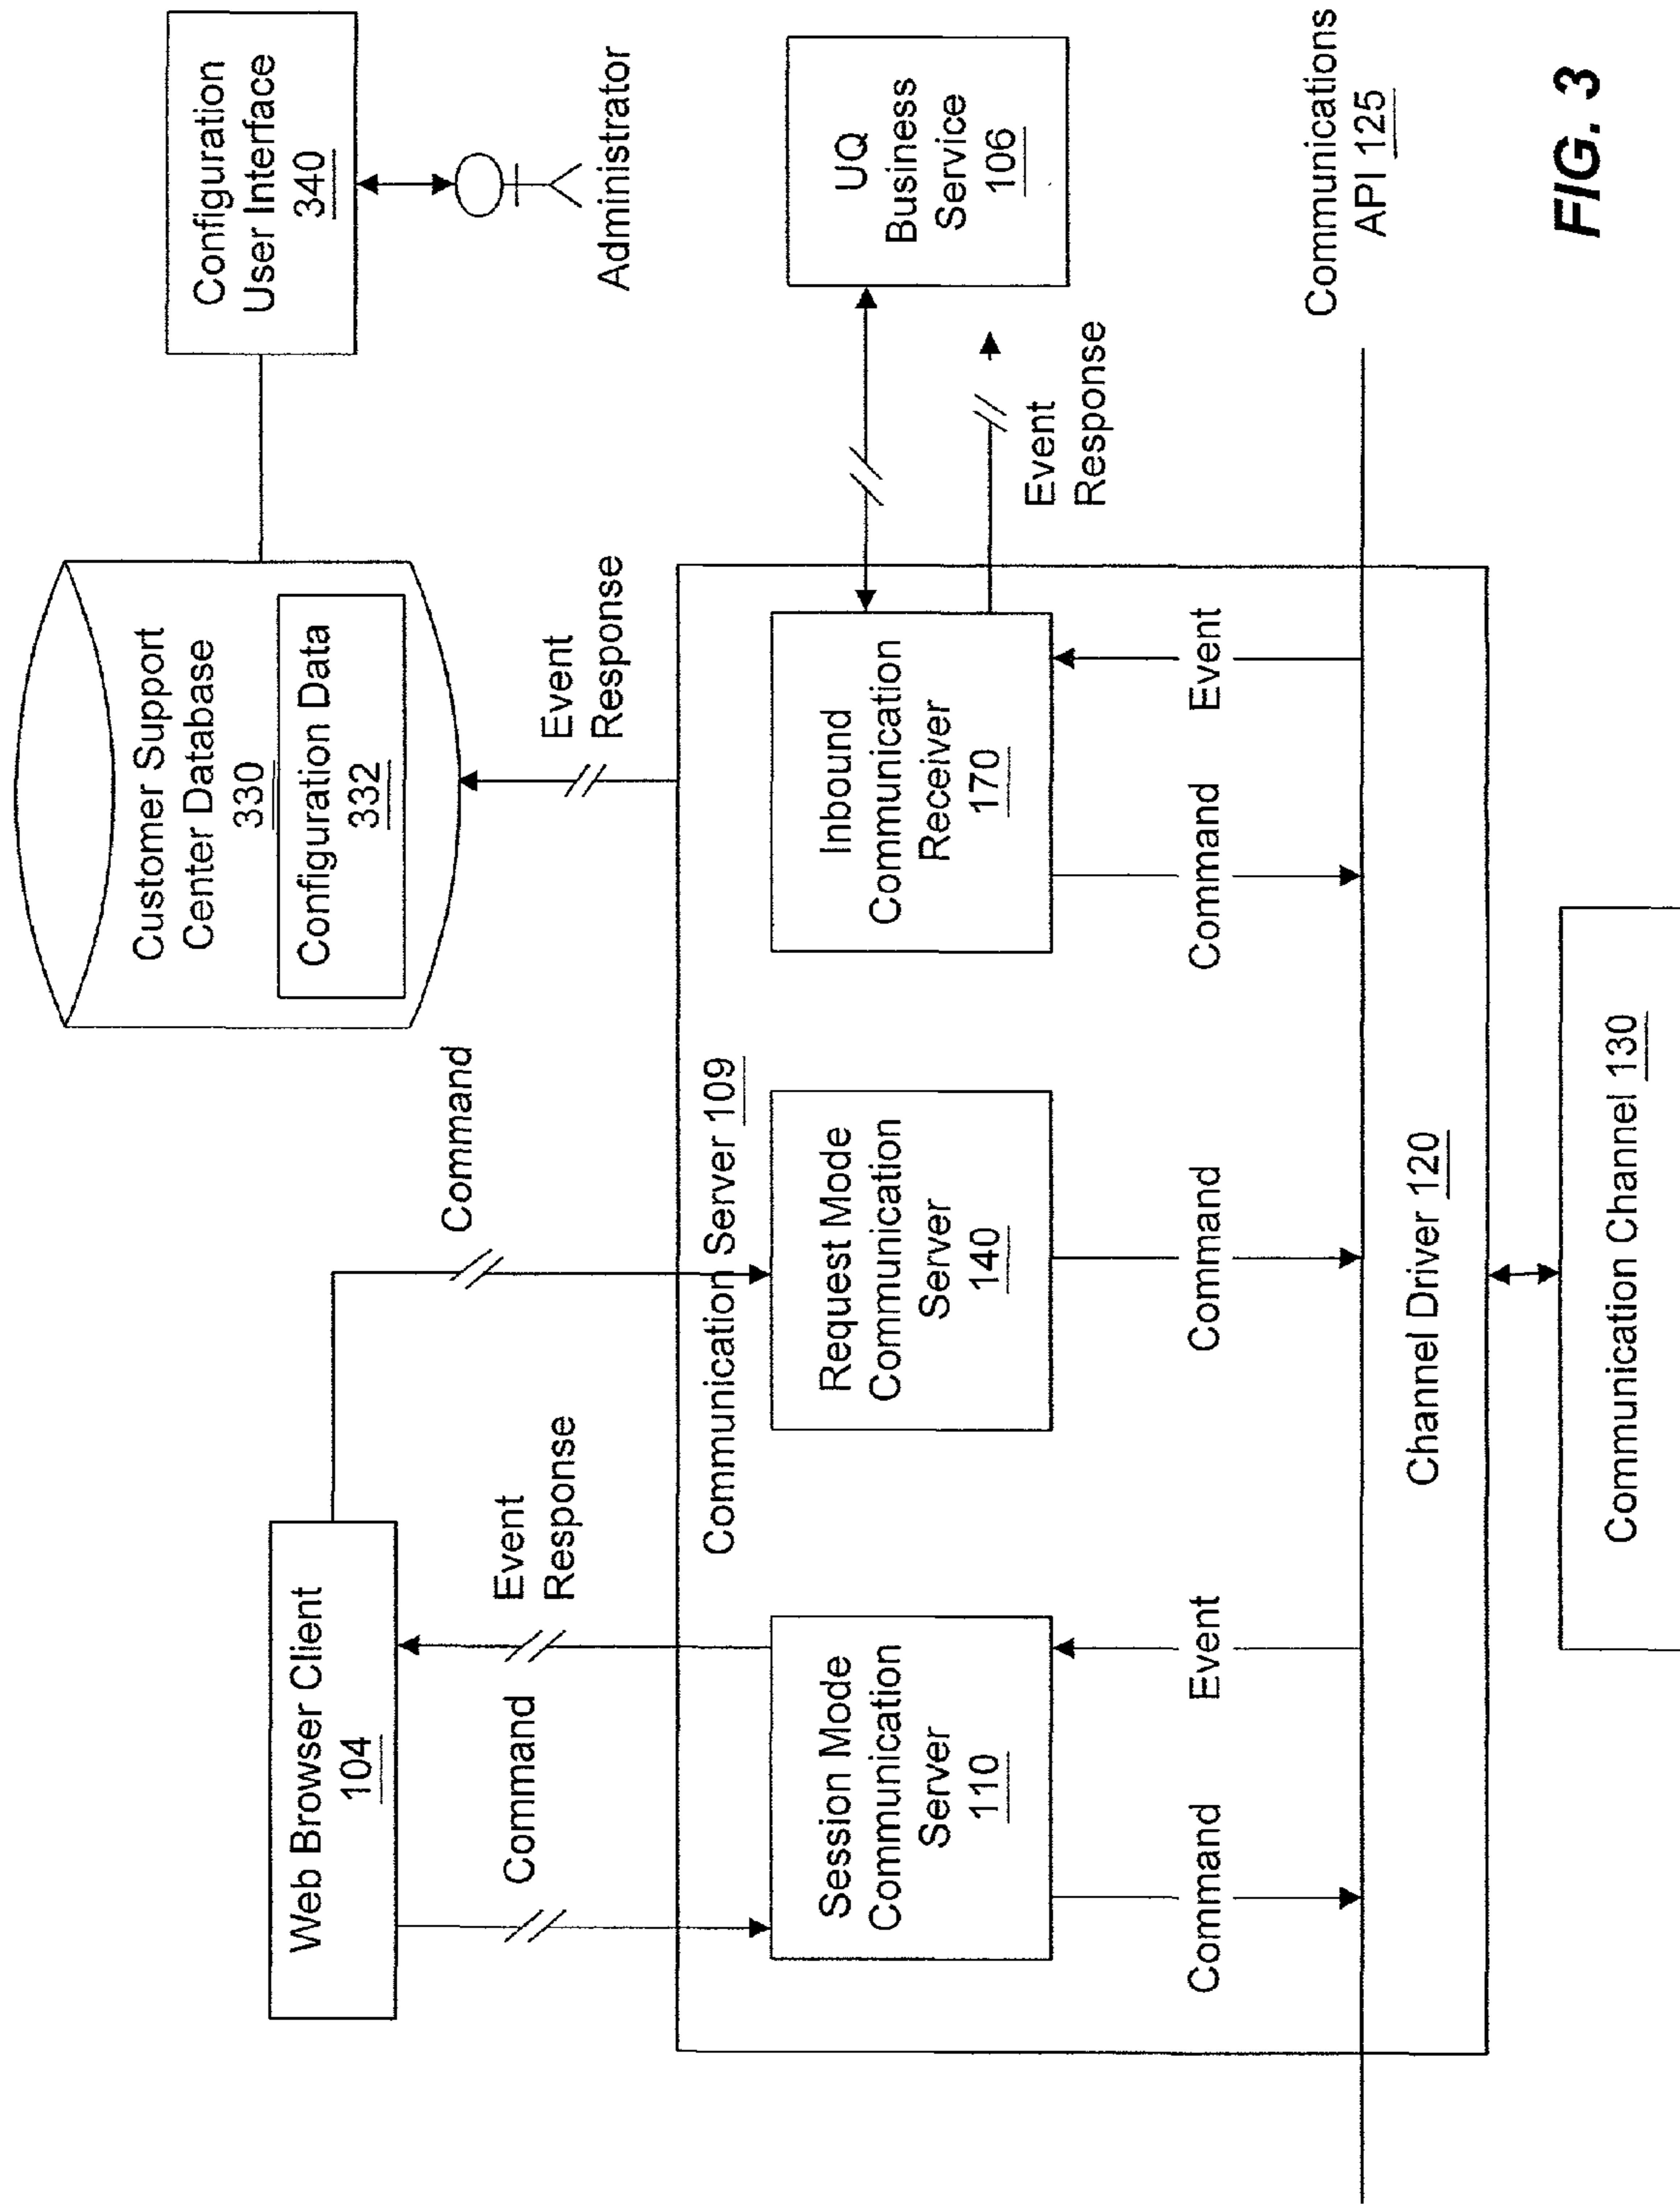 Customer Support
Center Database
330
Configuration Data
332
Configuration
User Interface
340
Administrator
Web Browser Client
104
Command
Event
Response
Command
Event
Response
Communication Server 109
Session Mode
Communication
Server
110
Request Mode
Communication
Server
140
Inbound
Communication
Receiver
170
UQ
Business
Service
106
Event
Response
Command
Event
Command
Command
Event
Communications
API 125
Channel Driver 120
Communication Channel 130
FIG. 3